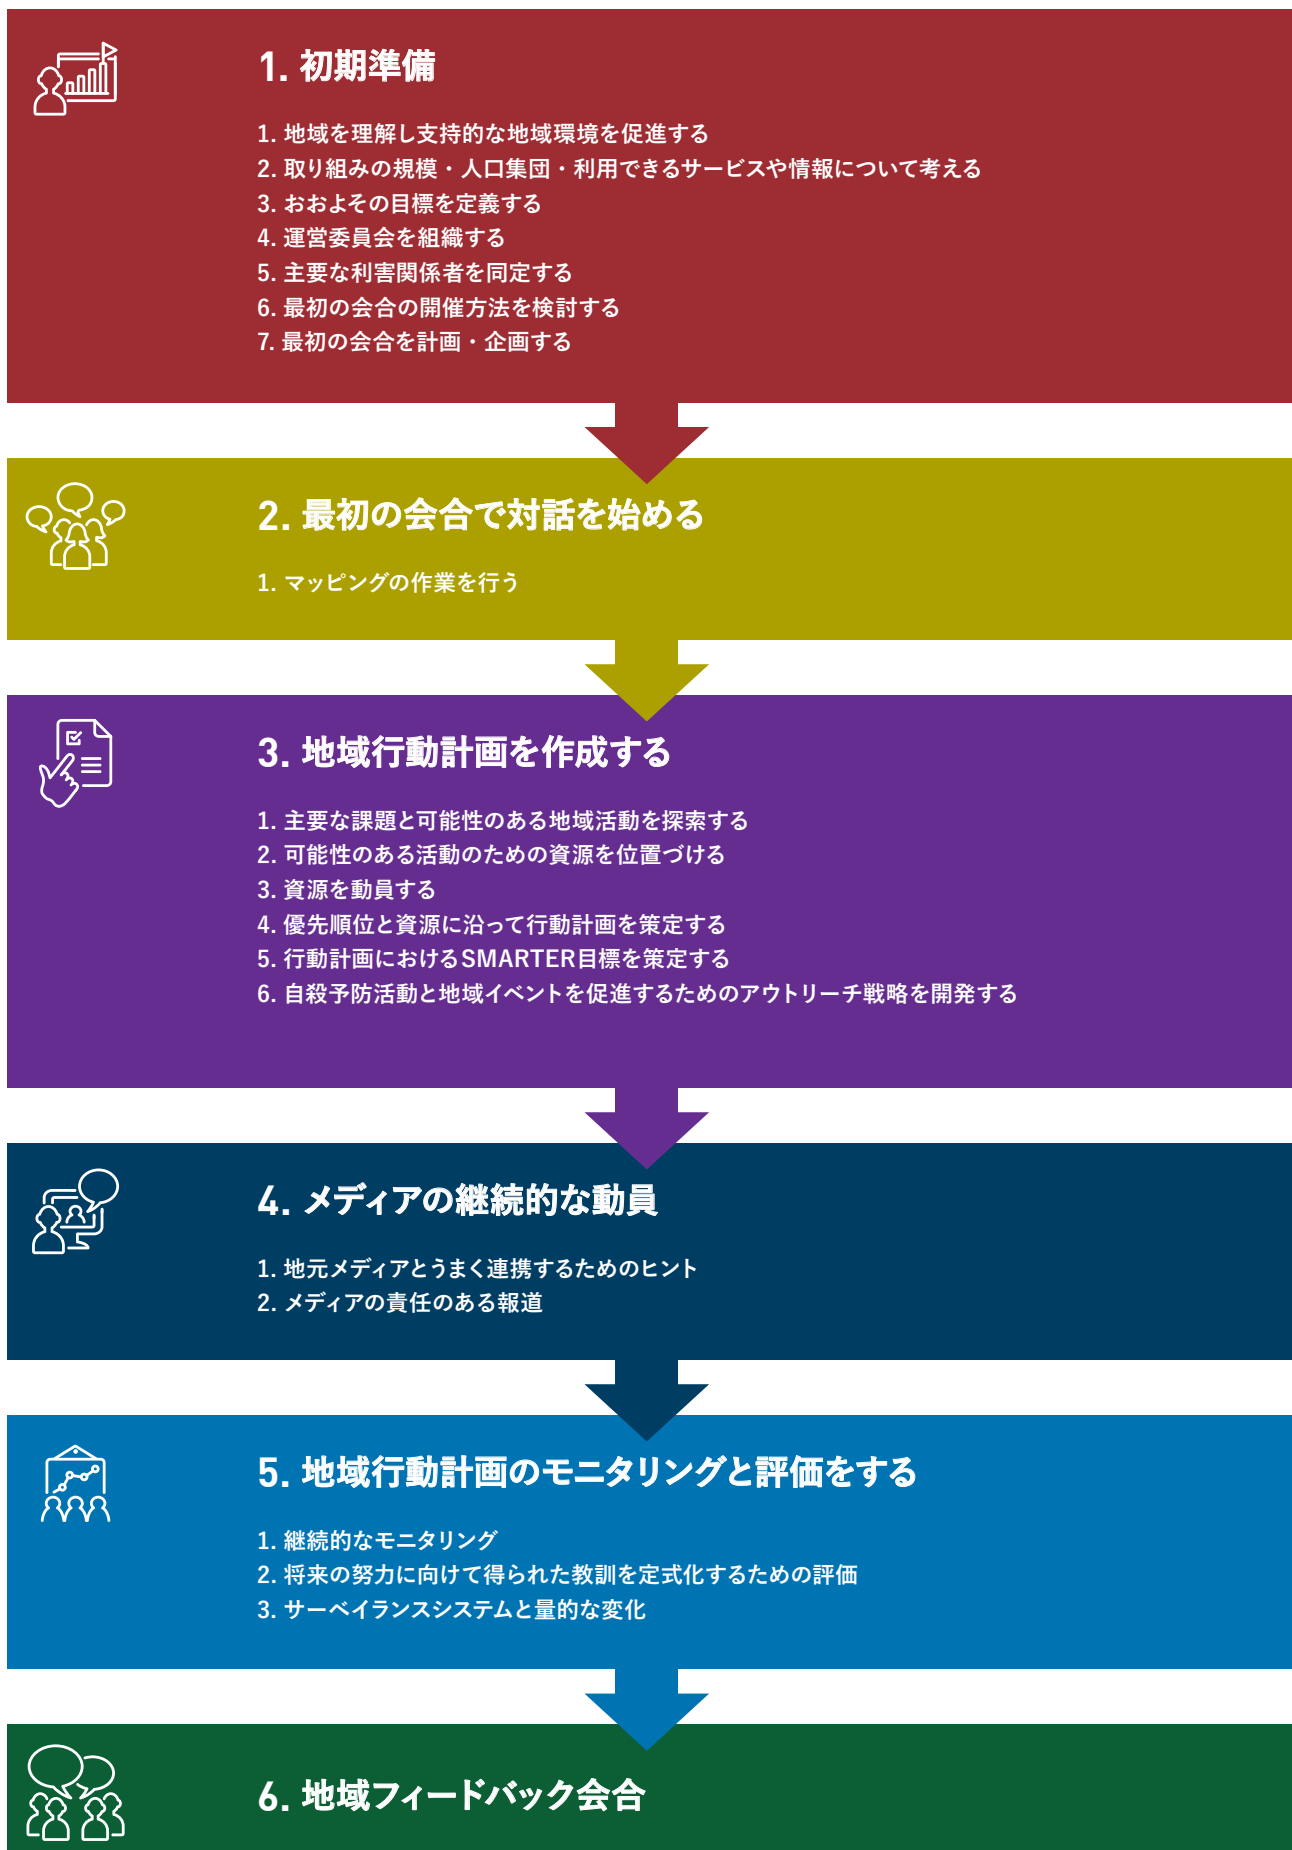 1. 初期準備
1. 地域を理解し支持的な地域環境を促進する
2. 取り組みの規模・人口集団・利用できるサービスや情報について考える
3. おおよその目標を定義する
4. 運営委員会を組織する
5. 主要な利害関係者を同定する
6. 最初の会合の開催方法を検討する
7. 最初の会合を計画・企画する
2. 最初の会合で対話を始める
1. マッピングの作業を行う
3. 地域行動計画を作成する
1. 主要な課題と可能性のある地域活動を探索する
2. 可能性のある活動のための資源を位置づける
3. 資源を動員する
4. 優先順位と資源に沿って行動計画を策定する
5. 行動計画におけるSMARTER目標を策定する
6. 自殺予防活動と地域イベントを促進するためのアウトリーチ戦略を開発する
4. メディアの継続的な動員
1. 地元メディアとうまく連携するためのヒント
2. メディアの責任のある報道
5. 地域行動計画のモニタリングと評価をする
1. 継続的なモニタリング
2. 将来の努力に向けて得られた教訓を定式化するための評価
3. サーベイランスシステムと量的な変化
6. 地域フィードバック会合